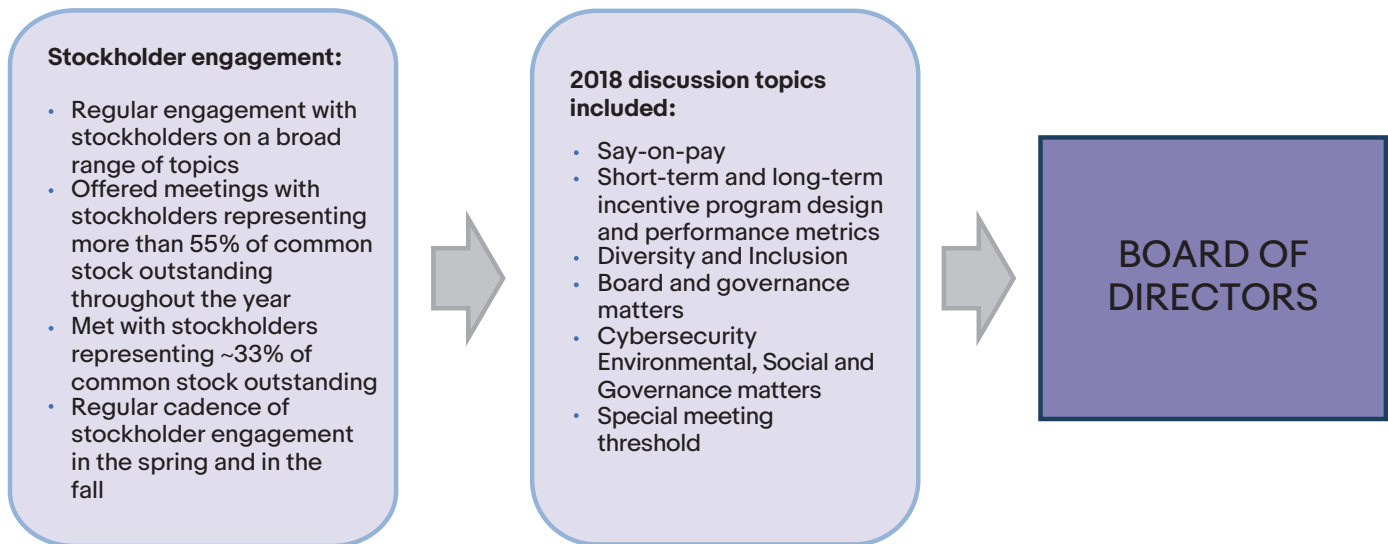 Stockholder engagement:
• Regular engagement with
stockholders on a broad
range of topics
• Offered meetings with
stockholders representing
more than 55% of common
stock outstanding
throughout the year
• Met with stockholders
representing ~33% of
common stock outstanding
• Regular cadence of
stockholder engagement
in the spring and in the
fall
2018 discussion topics
included:
• Say-on-pay
• Short-term and long-term
incentive program design
and performance metrics
• Diversity and Inclusion
• Board and governance
matters
• Cybersecurity
Environmental, Social and
Governance matters
• Special meeting
threshold
BOARD OF
DIRECTORS